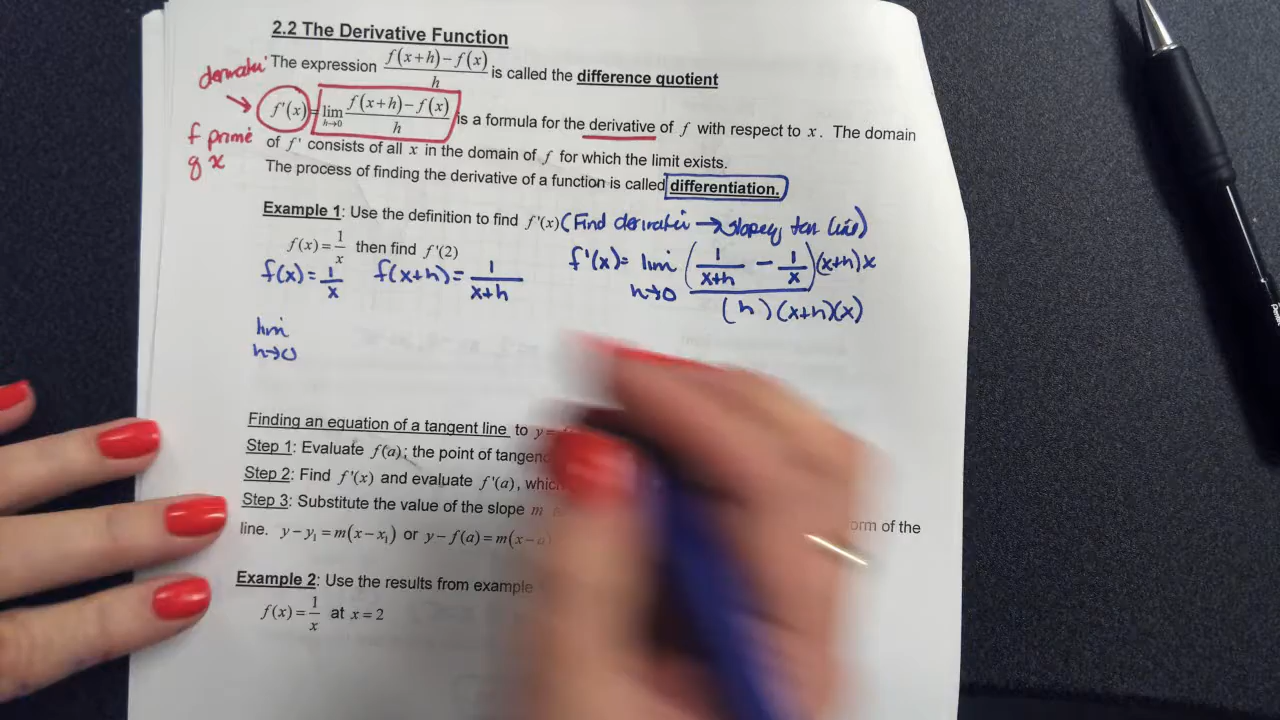 2.2 The Derivative Function
The expression f(x+h)−f(x)/h is called the difference quotient
f'(x) = lim h→0 f(x+h)−f(x)/h is a formula for the derivative of f with respect to x. The domain
f prime
of f' consists of all x in the domain of f for which the limit exists.
The process of finding the derivative of a function is called differentiation.
Example 1: Use the definition to find f'(x) (Find
f(x)=1/x then find f'(2)
f(x)=1/x f(x+h)=1/x+h
f'(x)= lim h→0 (1/x+h − 1/x)(x+h)x / (h)(x+h)(x)
lim h→0
Finding an equation of a tangent line to y=
Step 1: Evaluate f(a); the point of
Step 2: Find f'(x) and evaluate f'(a),
Step 3: Substitute the value of the slope m
of the
line. y−y₁=m(x−x₁) or y−f(a)=m(x−a)
Example 2: Use the results from example
f(x)=1/x at x=2